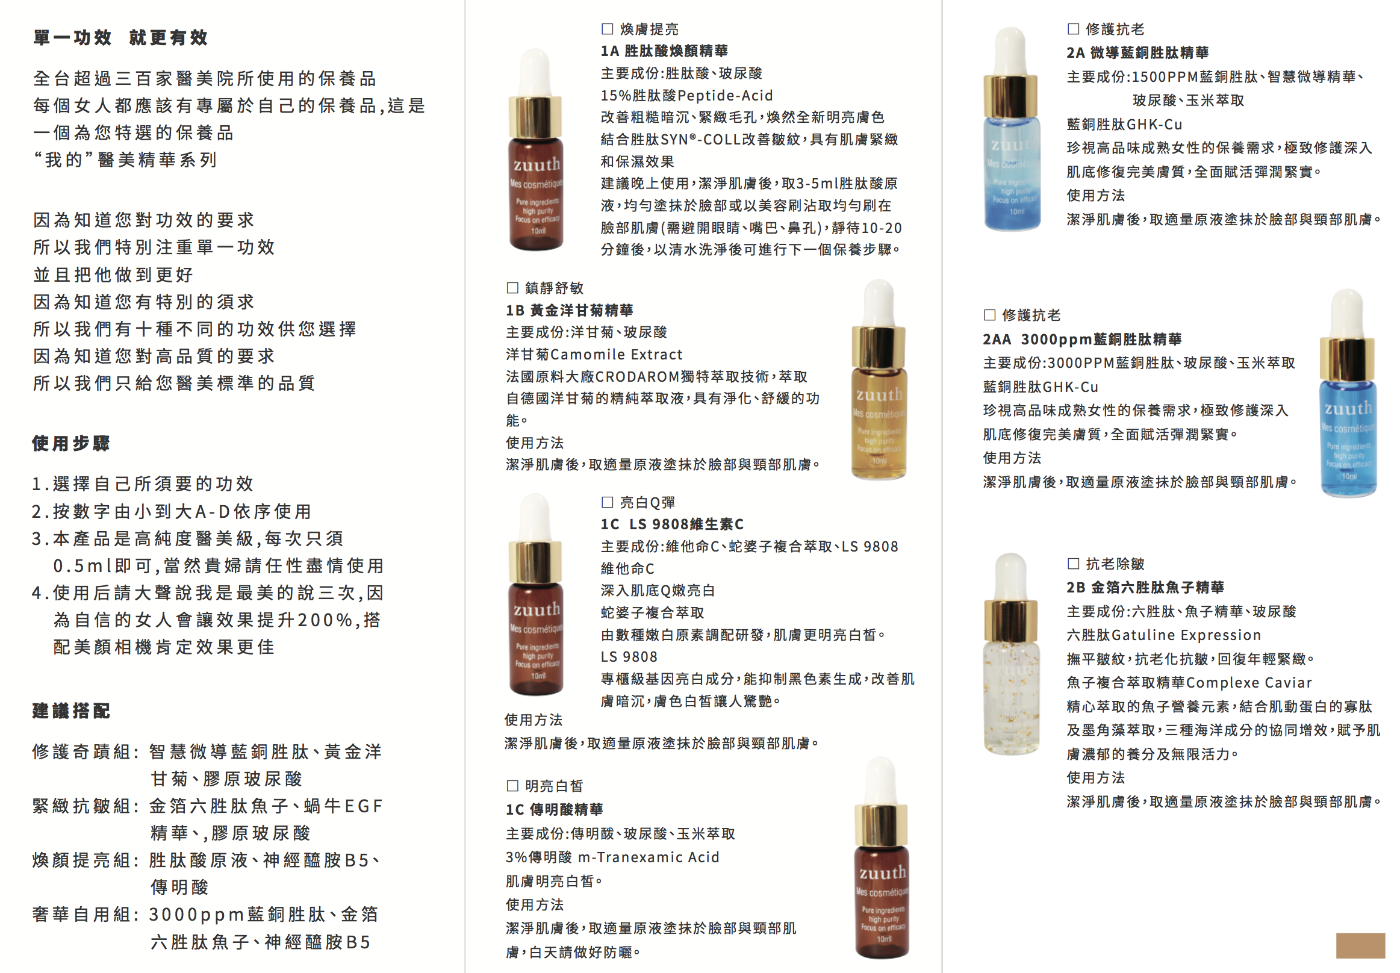 單一功效 就更有效
全台超過三百家醫美院所使用的保養品
每個女人都應該有專屬於自己的保養品,這是
一個為您特選的保養品
“我的”醫美精華系列
因為知道您對功效的要求
所以我們特別注重單一功效
並且把他做到更好
因為知道您有特別的須求
所以我們有十種不同的功效供您選擇
因為知道您對高品質的要求
所以我們只給您醫美標準的品質
使用步驟
1.選擇自己所須要的功效
2.按數字由小到大A-D依序使用
3.本產品是高純度醫美級,每次只須
0.5ml即可,當然貴婦請任性盡情使用
4.使用后請大聲說我是最美的說三次,因
為自信的女人會讓效果提升200%,搭
配美顏相機肯定效果更佳
建議搭配
修護奇蹟組: 智慧微導藍銅胜肽、黃金洋
甘菊、膠原玻尿酸
緊緻抗皺組: 金箔六胜肽魚子、蝸牛EGF
精華、,膠原玻尿酸
煥顏提亮組: 胜肽酸原液、神經醯胺B5、
傳明酸
奢華自用組: 3000ppm藍銅胜肽、金箔
六胜肽魚子、神經醯胺B5
□ 煥膚提亮
1A 胜肽酸煥顏精華
主要成份:胜肽酸、玻尿酸
15%胜肽酸Peptide-Acid
改善粗糙暗沉、緊緻毛孔,煥然全新明亮膚色
結合胜肽SYN®-COLL改善皺紋,具有肌膚緊緻
和保濕效果
建議晚上使用,潔淨肌膚後,取3-5ml胜肽酸原
液,均勻塗抹於臉部或以美容刷沾取均勻刷在
臉部肌膚(需避開眼睛、嘴巴、鼻孔),靜待10-20
分鐘後,以清水洗淨後可進行下一個保養步驟。
zuuth
Mes cosmétiques
Pure ingredients
high purity
Focus on efficacy
10ml
□ 鎮靜舒敏
1B 黃金洋甘菊精華
主要成份:洋甘菊、玻尿酸
洋甘菊Camomile Extract
法國原料大廠CRODAROM獨特萃取技術,萃取
自德國洋甘菊的精純萃取液,具有淨化、舒緩的功
能。
使用方法
潔淨肌膚後,取適量原液塗抹於臉部與頸部肌膚。
zuuth
Mes cosmétiques
Pure ingredients
high purity
Focus on efficacy
10ml
□ 亮白Q彈
1C LS 9808維生素C
主要成份:維他命C、蛇婆子複合萃取、LS 9808
維他命C
深入肌底Q嫩亮白
蛇婆子複合萃取
由數種嫩白原素調配研發,肌膚更明亮白皙。
LS 9808
專櫃級基因亮白成分,能抑制黑色素生成,改善肌
膚暗沉,膚色白皙讓人驚艷。
使用方法
潔淨肌膚後,取適量原液塗抹於臉部與頸部肌膚。
zuuth
Mes cosmétiques
Pure ingredients
high purity
Focus on efficacy
10ml
□ 明亮白皙
1C 傳明酸精華
主要成份:傳明酸、玻尿酸、玉米萃取
3%傳明酸 m-Tranexamic Acid
肌膚明亮白皙。
使用方法
潔淨肌膚後,取適量原液塗抹於臉部與頸部肌
膚,白天請做好防曬。
zuuth
Mes cosmétiques
Pure ingredients
high purity
Focus on efficacy
10ml
□ 修護抗老
2A 微導藍銅胜肽精華
主要成份:1500PPM藍銅胜肽、智慧微導精華、
玻尿酸、玉米萃取
藍銅胜肽GHK-Cu
珍視高品味成熟女性的保養需求,極致修護深入
肌底修復完美膚質,全面賦活彈潤緊實。
使用方法
潔淨肌膚後,取適量原液塗抹於臉部與頸部肌膚。
□ 修護抗老
2AA 3000ppm藍銅胜肽精華
主要成份:3000PPM藍銅胜肽、玻尿酸、玉米萃取
藍銅胜肽GHK-Cu
珍視高品味成熟女性的保養需求,極致修護深入
肌底修復完美膚質,全面賦活彈潤緊實。
使用方法
潔淨肌膚後,取適量原液塗抹於臉部與頸部肌膚。
zuuth
Mes cosmétiques
Pure ingredients
high purity
Focus on efficacy
10ml
□ 抗老除皺
2B 金箔六胜肽魚子精華
主要成份:六胜肽、魚子精華、玻尿酸
六胜肽Gatuline Expression
撫平皺紋,抗老化抗皺,回復年輕緊緻。
魚子複合萃取精華Complexe Caviar
精心萃取的魚子營養元素,結合肌動蛋白的寡肽
及墨角藻萃取,三種海洋成分的協同增效,賦予肌
膚濃郁的養分及無限活力。
使用方法
潔淨肌膚後,取適量原液塗抹於臉部與頸部肌膚。